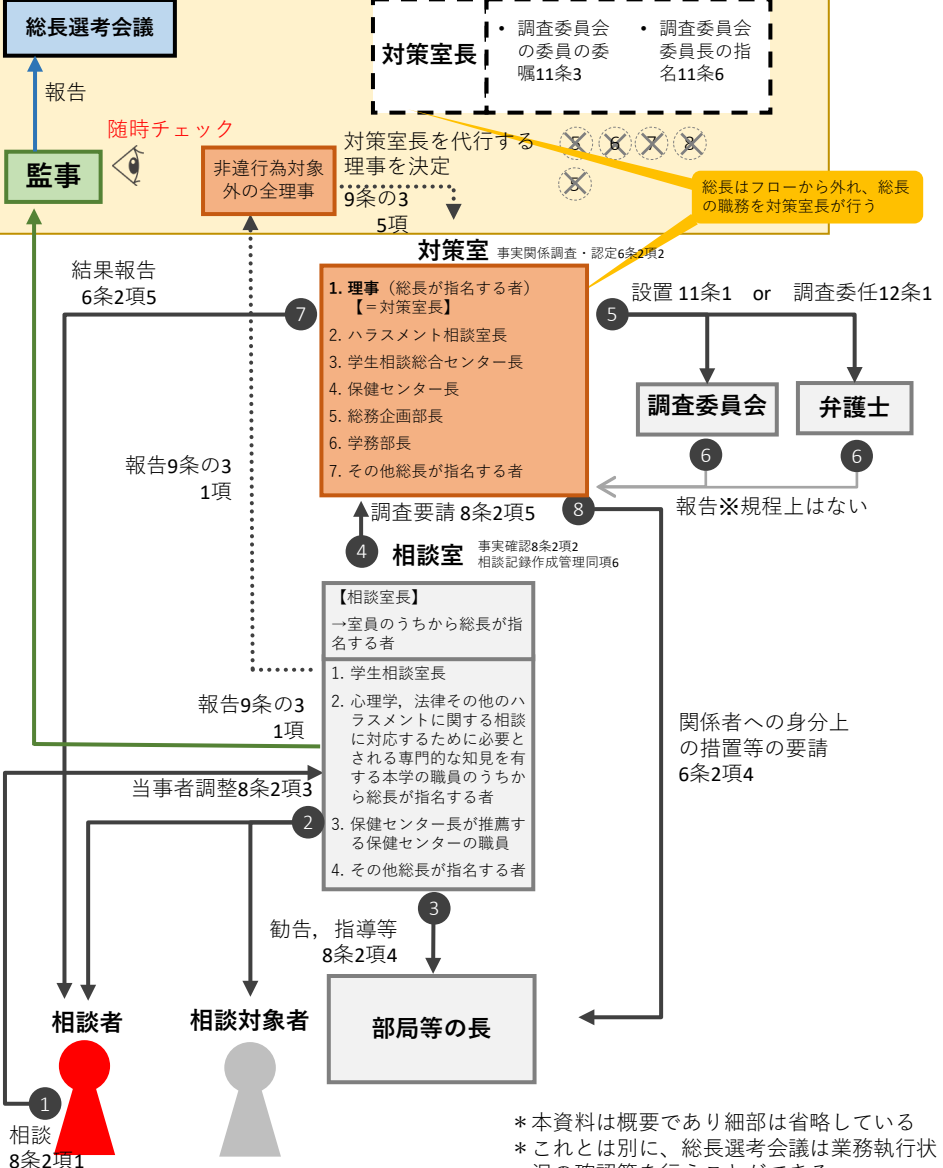 総長選考会議
対策室長
• 調査委員会
の委員の委
嘱11条3
• 調査委員会
委員長の指
名11条6
報告
随時チェック
監事
非違行為対象
外の全理事
対策室長を代行する
理事を決定
9条の3
5項
5 6 7 8
5
総長はフローから外れ、総長
の職務を対策室長が行う
対策室 事実関係調査・認定6条2項2
結果報告
6条2項5
7
1. 理事（総長が指名する者）
【＝対策室長】
2. ハラスメント相談室長
3. 学生相談総合センター長
4. 保健センター長
5. 総務企画部長
6. 学務部長
7. その他総長が指名する者
設置 11条1 or 調査委任12条1
5
調査委員会
弁護士
6
6
報告※規程上はない
報告9条の3
1項
調査要請 8条2項5
8
4
相談室
事実確認8条2項2
相談記録作成管理同項6
【相談室長】
→室員のうちから総長が指
名する者
1. 学生相談室長
2. 心理学，法律その他のハ
ラスメントに関する相談
に対応するために必要と
される専門的な知見を有
する本学の職員のうちか
ら総長が指名する者
3. 保健センター長が推薦す
る保健センターの職員
4. その他総長が指名する者
報告9条の3
1項
関係者への身分上
の措置等の要請
6条2項4
当事者調整8条2項3
2
3
勧告，指導等
8条2項4
相談者
相談対象者
部局等の長
1
相談
8条2項1
＊本資料は概要であり細部は省略している
＊これとは別に、総長選考会議は業務執行状
況の確認等を行うことができる